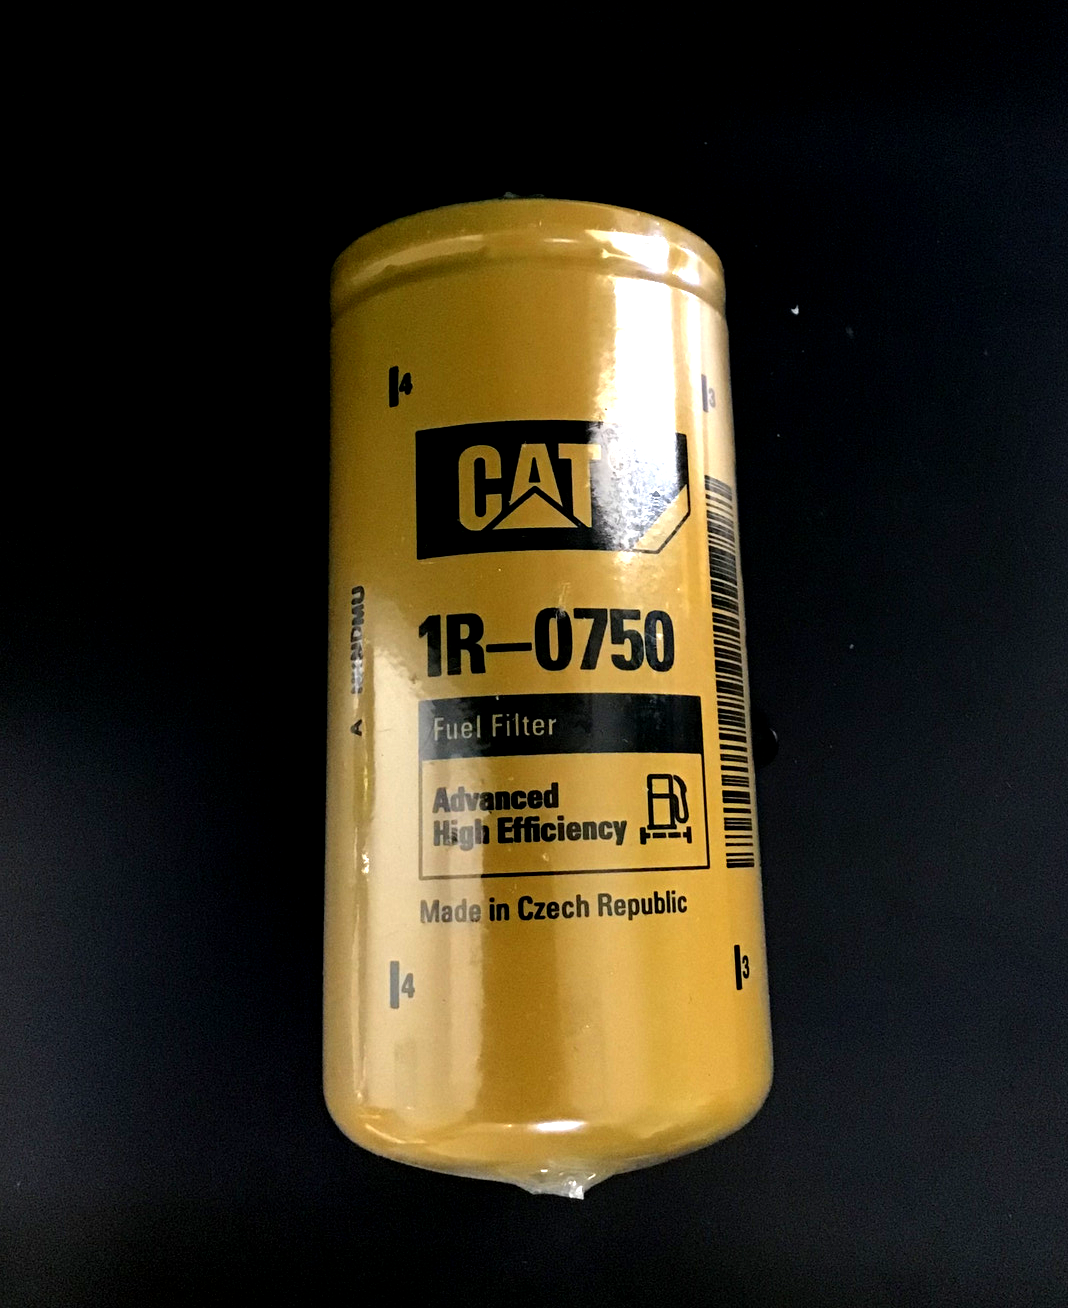 4
3
CAT
1R-0750
Fuel Filter
Advanced
High Efficiency
Made in Czech Republic
4
3
A